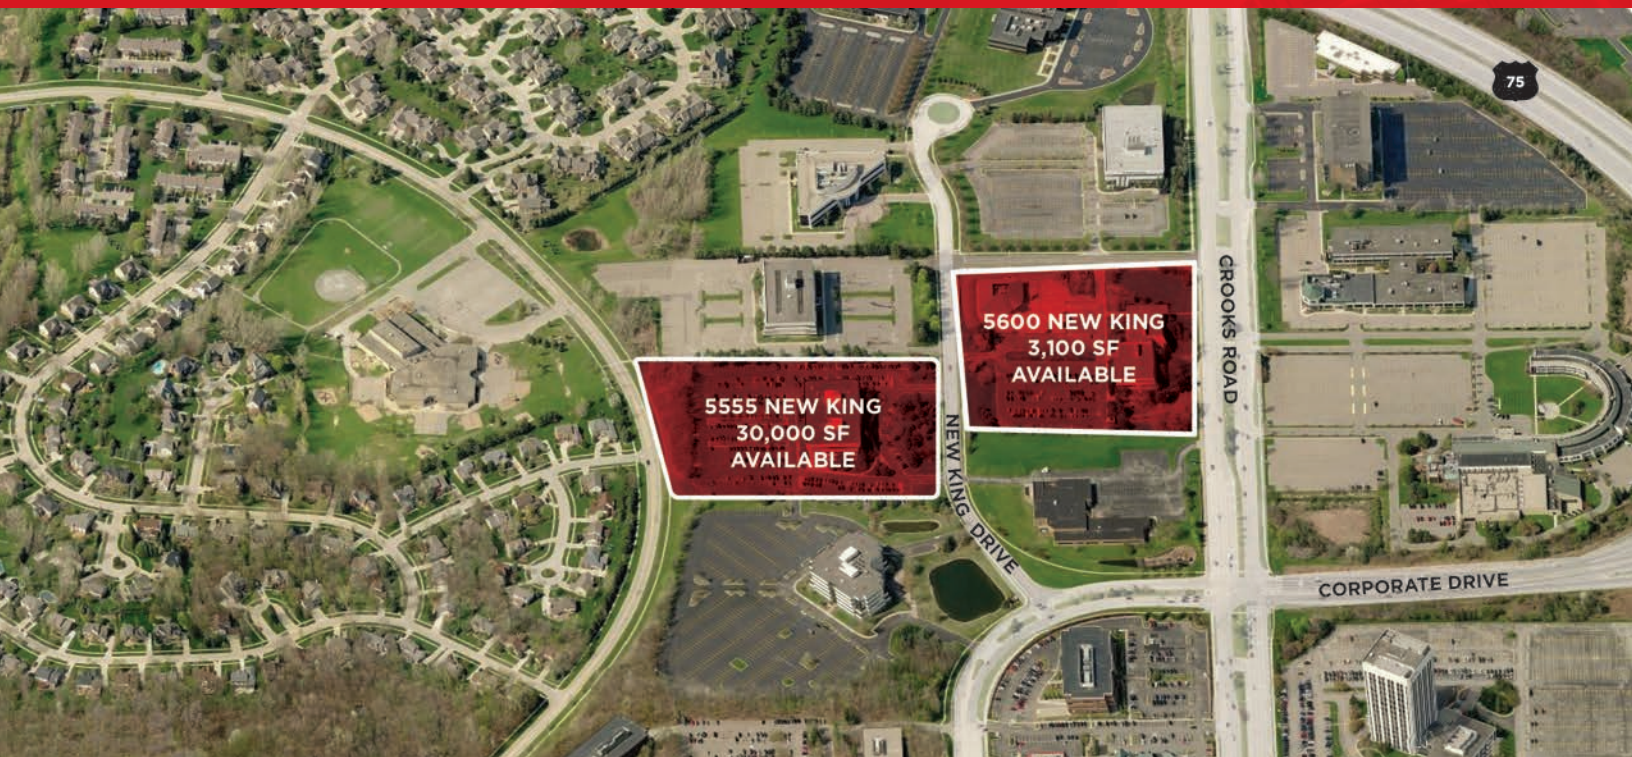 75
5600 NEW KING
3,100 SF
AVAILABLE
CROOKS ROAD
5555 NEW KING
30,000 SF
AVAILABLE
NEW KING DRIVE
CORPORATE DRIVE